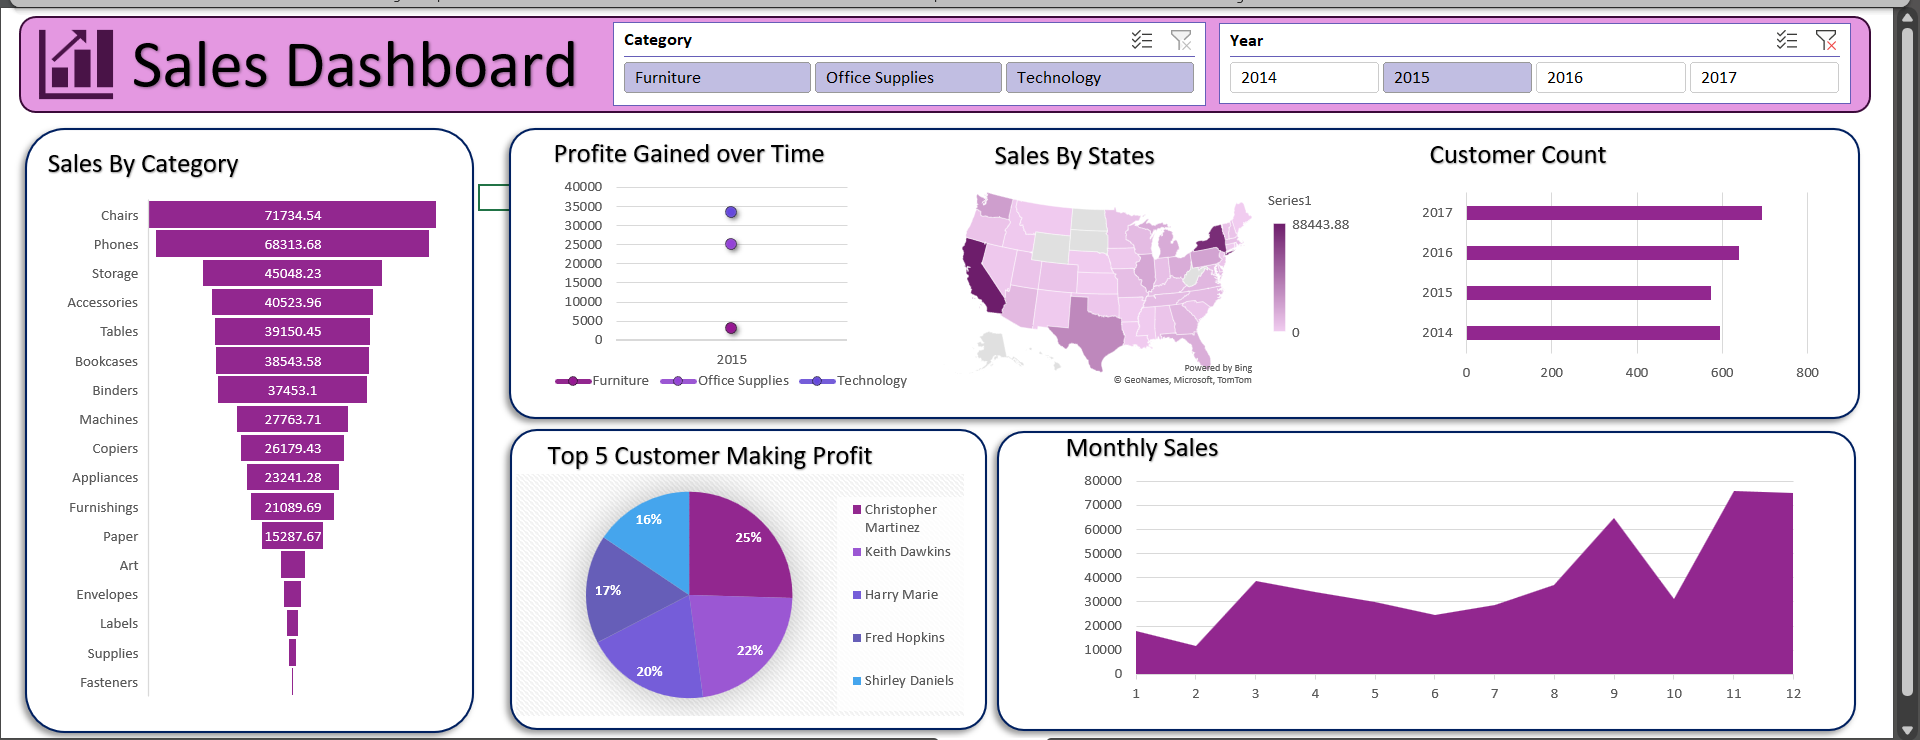 Sales Dashboard
Category
Furniture
Office Supplies
Technology
Year
2014
2015
2016
2017
Sales By Category
Chairs 71734.54
Phones 68313.68
Storage 45048.23
Accessories 40523.96
Tables 39150.45
Bookcases 38543.58
Binders 37453.1
Machines 27763.71
Copiers 26179.43
Appliances 23241.28
Furnishings 21089.69
Paper 15287.67
Art
Envelopes
Labels
Supplies
Fasteners
Profite Gained over Time
40000
35000
30000
25000
20000
15000
10000
5000
0
2015
Furniture Office Supplies Technology
Sales By States
Series1
88443.88
0
Powered by Bing
© GeoNames, Microsoft, TomTom
Customer Count
2017
2016
2015
2014
0 200 400 600 800
Top 5 Customer Making Profit
25%
22%
20%
17%
16%
Christopher
Martinez
Keith Dawkins
Harry Marie
Fred Hopkins
Shirley Daniels
Monthly Sales
80000
70000
60000
50000
40000
30000
20000
10000
0
1 2 3 4 5 6 7 8 9 10 11 12